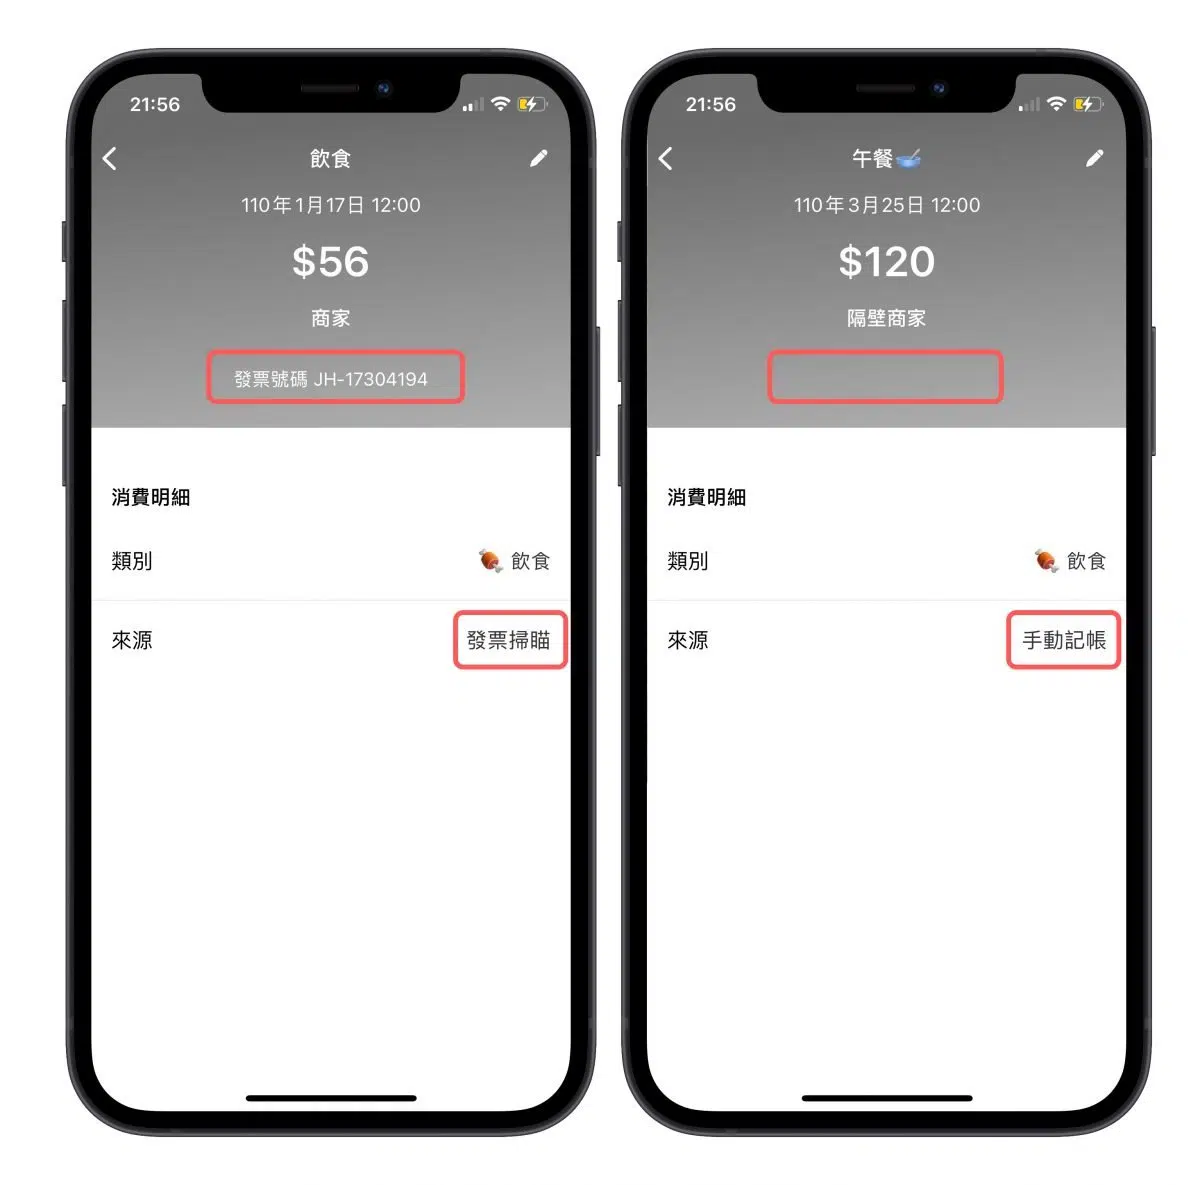 21:56
飲食
110年1月17日 12:00
$56
商家
發票號碼 JH-17304194
消費明細
類別
飲食
來源
發票掃瞄
21:56
午餐
110年3月25日 12:00
$120
隔壁商家
消費明細
類別
飲食
來源
手動記帳